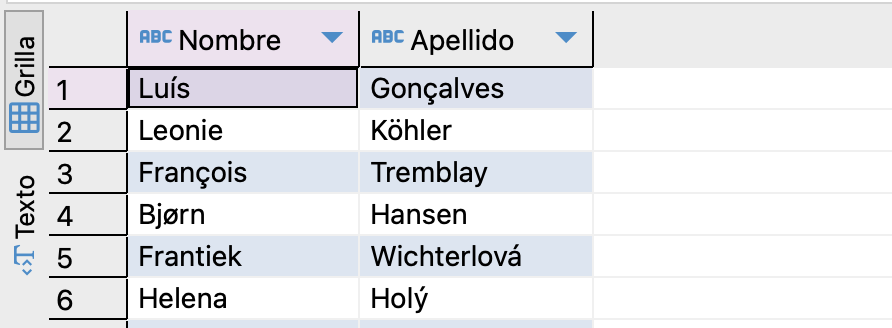 Grilla
Texto
ABC Nombre ABC Apellido
1 Luís Gonçalves
2 Leonie Köhler
3 François Tremblay
4 Bjørn Hansen
5 Frantiek Wichterlová
6 Helena Holý